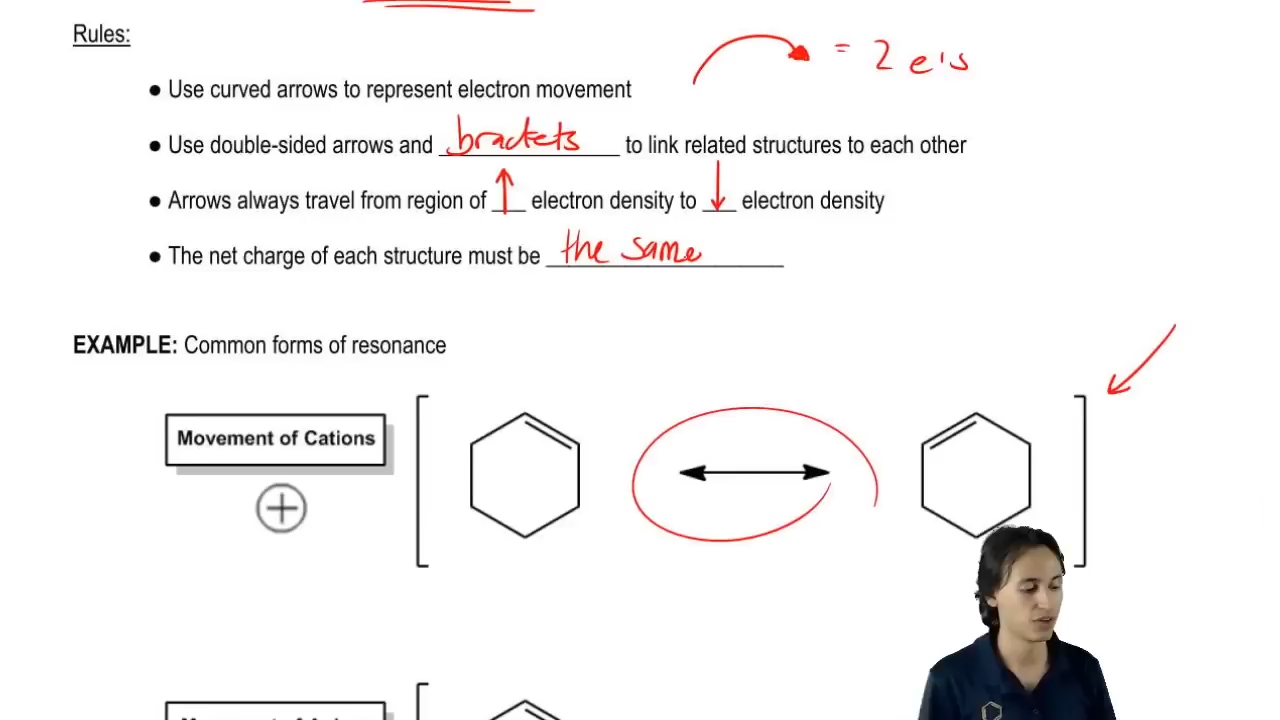 Rules:
= 2 e's
● Use curved arrows to represent electron movement
● Use double-sided arrows and brackets to link related structures to each other
● Arrows always travel from region of ↑ electron density to ↓ electron density
● The net charge of each structure must be the same
EXAMPLE: Common forms of resonance
Movement of Cations
+